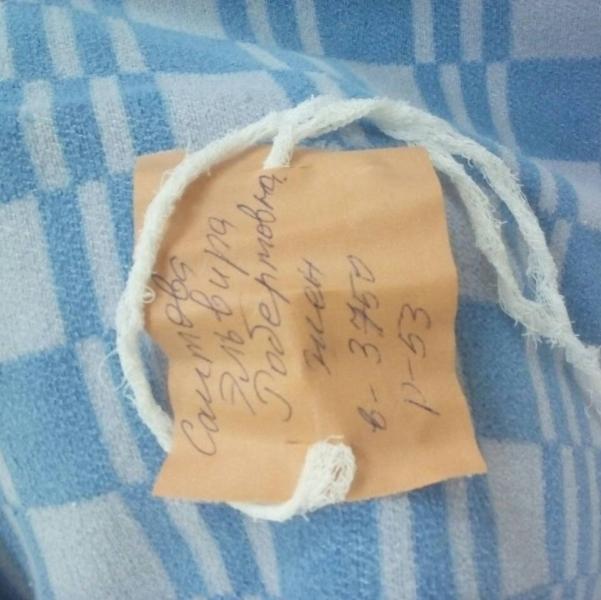 Саитова
Эльвира
Робертовна
жен
в-3750
р-53